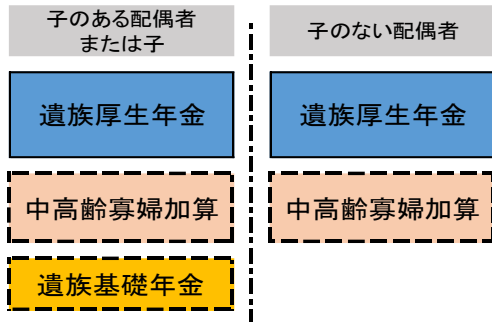 子のある配偶者
または子
遺族厚生年金
中高齢寡婦加算
遺族基礎年金
子のない配偶者
遺族厚生年金
中高齢寡婦加算